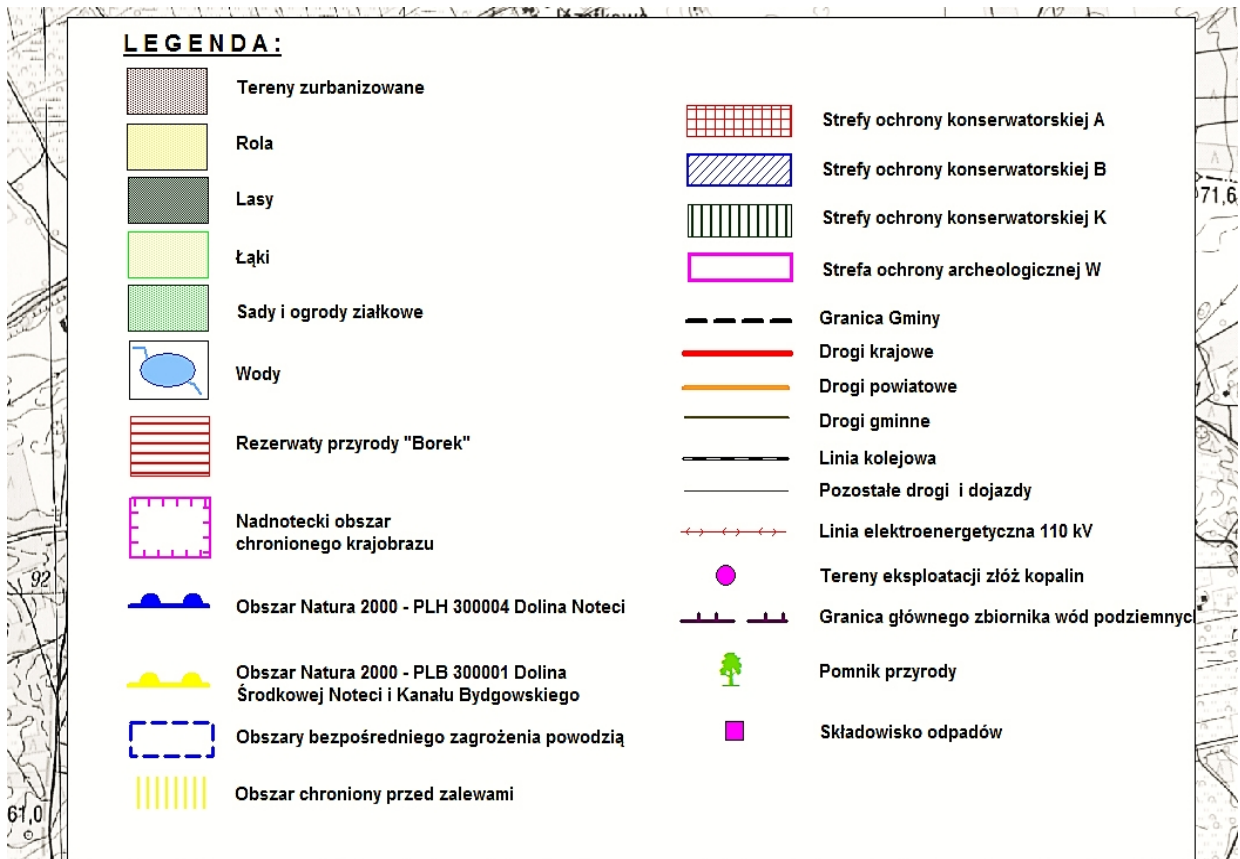 LEGENDA:
Tereny zurbanizowane
Rola
Lasy
Łąki
Sady i ogrody ziałkowe
Wody
Rezerwaty przyrody "Borek"
Nadnotecki obszar
chronionego krajobrazu
Obszar Natura 2000 - PLH 300004 Dolina Noteci
Obszar Natura 2000 - PLB 300001 Dolina
Środkowej Noteci i Kanału Bydgowskiego
Obszary bezpośredniego zagrożenia powodzią
Obszar chroniony przed zalewami
Strefy ochrony konserwatorskiej A
Strefy ochrony konserwatorskiej B
Strefy ochrony konserwatorskiej K
Strefa ochrony archeologicznej W
Granica Gminy
Drogi krajowe
Drogi powiatowe
Drogi gminne
Linia kolejowa
Pozostałe drogi i dojazdy
Linia elektroenergetyczna 110 kV
Tereny eksploatacji złóż kopalin
Granica głównego zbiornika wód podziemnych
Pomnik przyrody
Składowisko odpadów
92
61,0
71,6